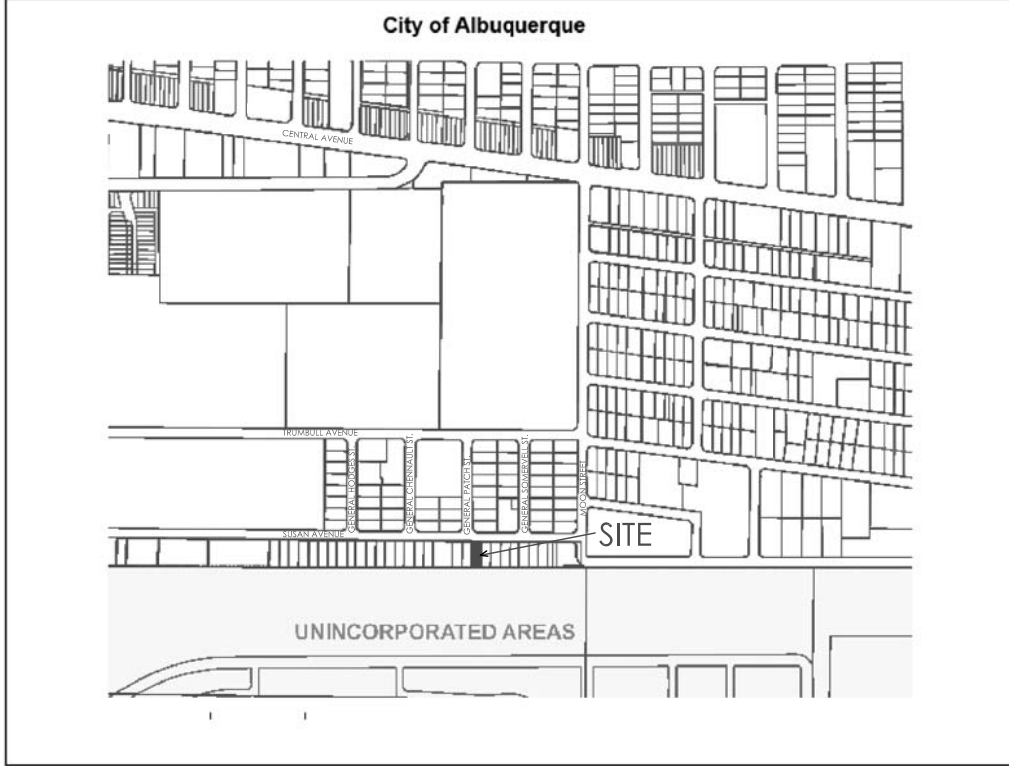 City of Albuquerque
CENTRAL AVENUE
TRUMBULL AVENUE
GENERAL HODGES ST.
GENERAL CHENNAULT ST.
GENERAL PATCH ST.
GENERAL SOMERVELL ST.
MOON STREET
SUSAN AVENUE
SITE
UNINCORPORATED AREAS